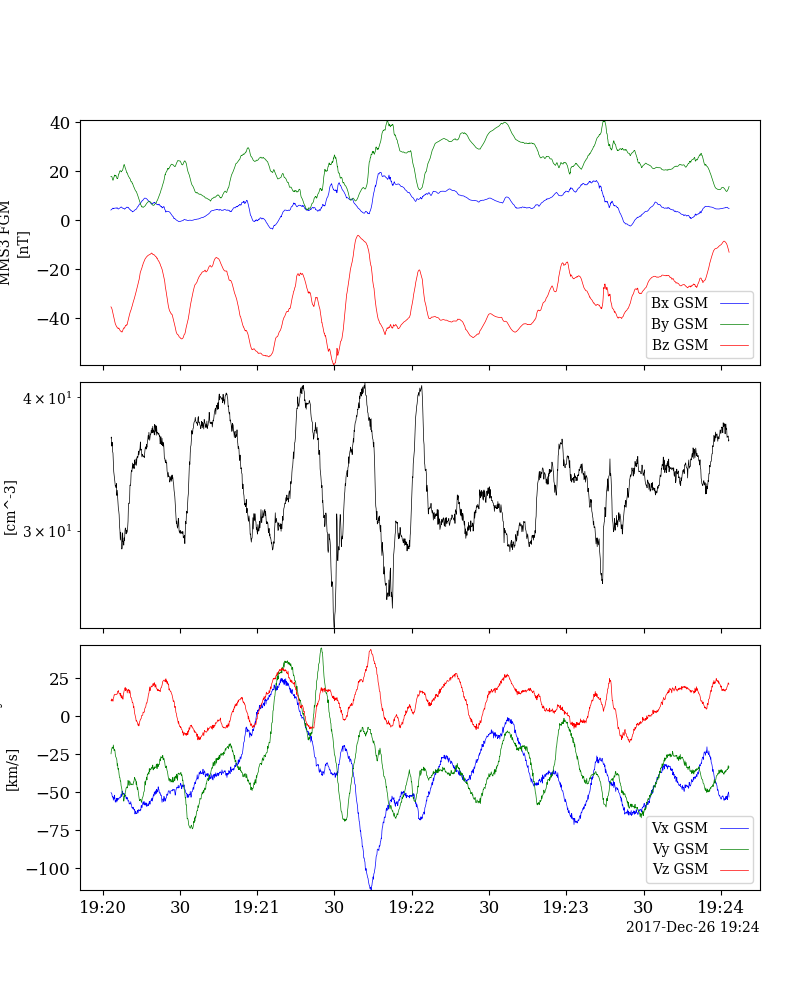 40
20
0
−20
−40
MMS3 FGM
[nT]
Bx GSM
By GSM
Bz GSM
4 × 10¹
3 × 10¹
[cm^-3]
25
0
−25
−50
−75
−100
[km/s]
Vx GSM
Vy GSM
Vz GSM
19:20 30 19:21 30 19:22 30 19:23 30 19:24
2017-Dec-26 19:24